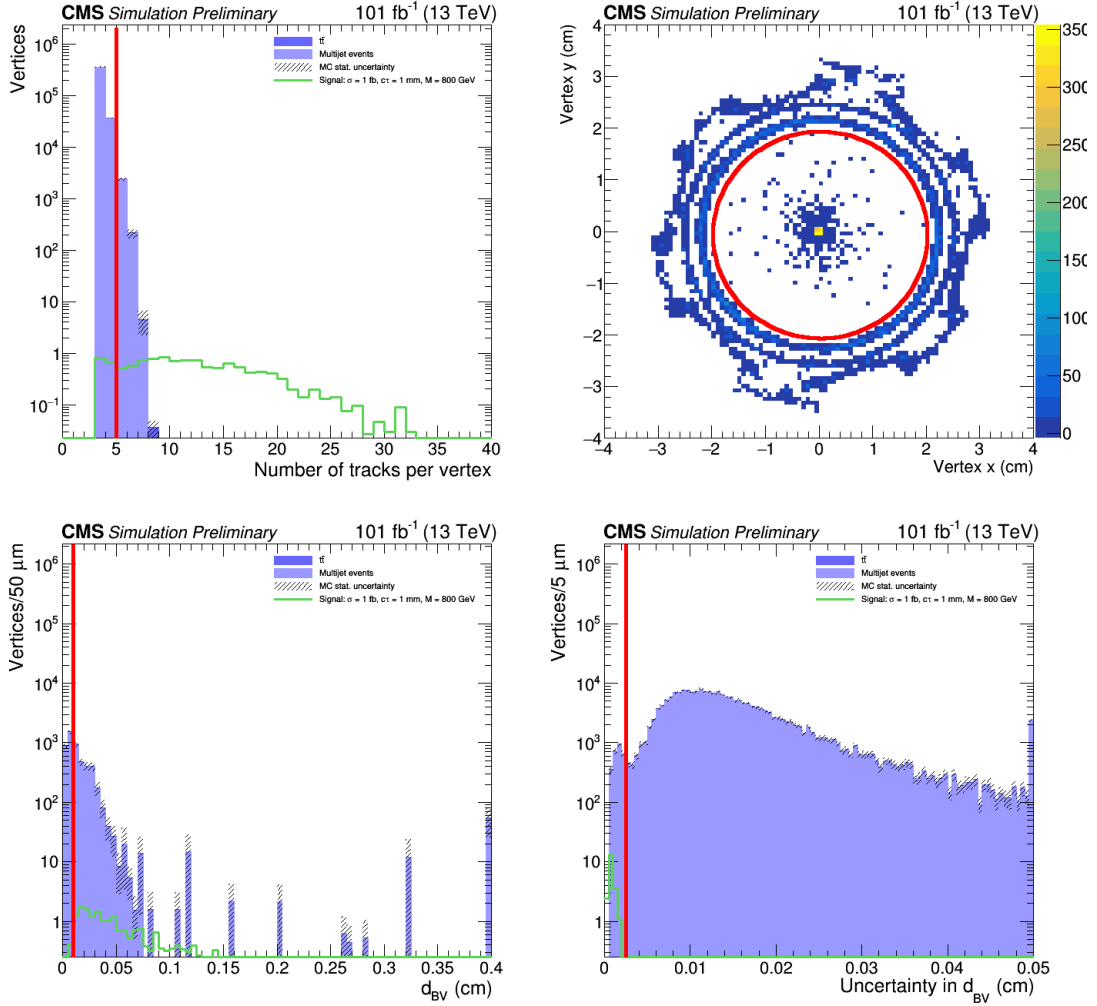 CMS Simulation Preliminary 101 fb⁻¹ (13 TeV)
Vertices
10⁶
10⁵
10⁴
10³
10²
10
1
10⁻¹
tt̄
Multijet events
MC stat. uncertainty
Signal: σ = 1 fb, cτ = 1 mm, M = 800 GeV
0 5 10 15 20 25 30 35 40
Number of tracks per vertex
101 fb⁻¹ (13 TeV)
CMS Simulation Preliminary
Vertex y (cm)
4
3
2
1
0
−1
−2
−3
−4
−4 −3 −2 −1 0 1 2 3 4
Vertex x (cm)
350
300
250
200
150
100
50
0
CMS Simulation Preliminary 101 fb⁻¹ (13 TeV)
Vertices/50 μm
10⁶
10⁵
10⁴
10³
10²
10
1
tt̄
Multijet events
MC stat. uncertainty
Signal: σ = 1 fb, cτ = 1 mm, M = 800 GeV
0 0.05 0.1 0.15 0.2 0.25 0.3 0.35 0.4
d_BV (cm)
CMS Simulation Preliminary 101 fb⁻¹ (13 TeV)
Vertices/5 μm
10⁶
10⁵
10⁴
10³
10²
10
1
tt̄
Multijet events
MC stat. uncertainty
Signal: σ = 1 fb, cτ = 1 mm, M = 800 GeV
0 0.01 0.02 0.03 0.04 0.05
Uncertainty in d_BV (cm)